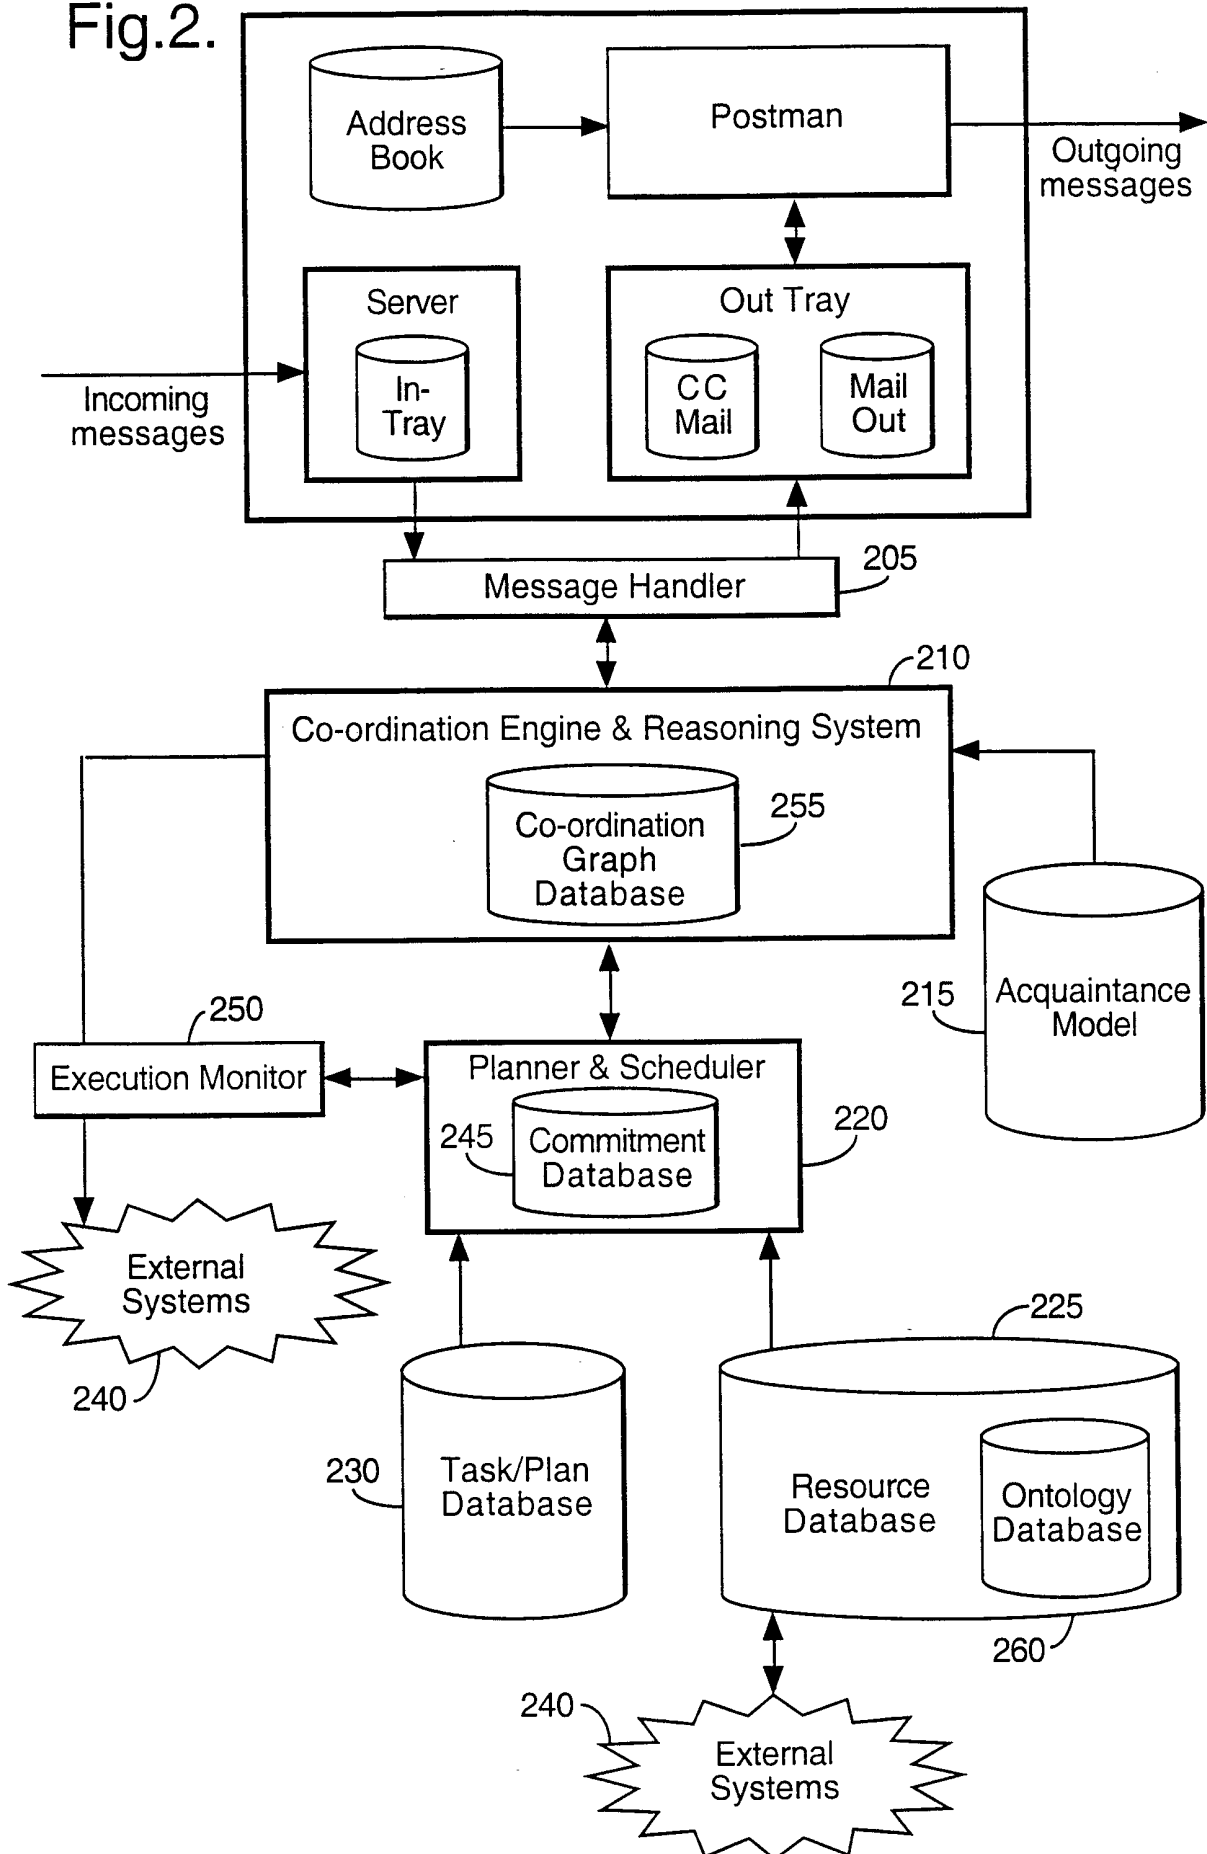 Fig.2.
Address
Book
Postman
Outgoing
messages
Server
In-
Tray
Out Tray
CC
Mail
Mail
Out
Incoming
messages
Message Handler
205
210
Co-ordination Engine & Reasoning System
Co-ordination
Graph
Database
255
215
Acquaintance
Model
250
Execution Monitor
Planner & Scheduler
245
Commitment
Database
220
External
Systems
240
230
Task/Plan
Database
225
Resource
Database
Ontology
Database
260
240
External
Systems